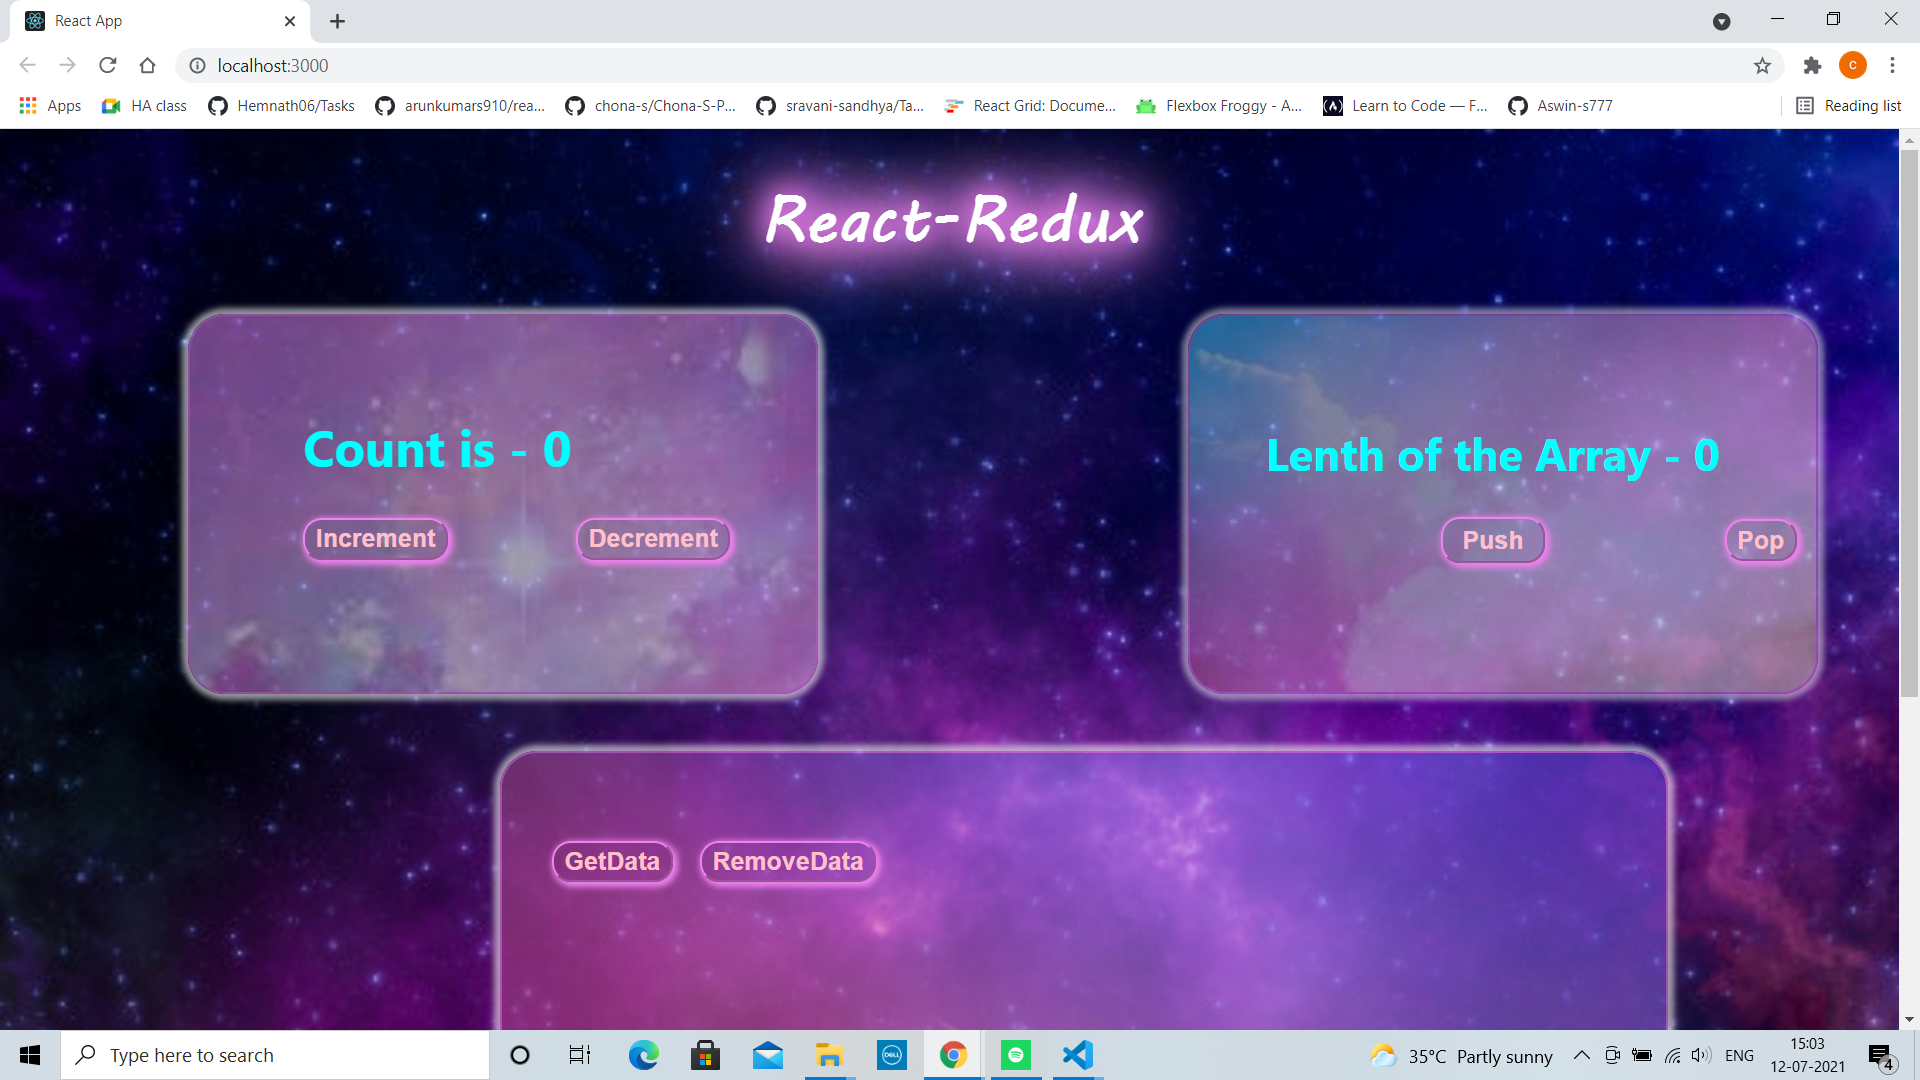 React App
localhost:3000
Apps
HA class
Hemnath06/Tasks
arunkumars910/rea...
chona-s/Chona-S-P...
sravani-sandhya/Ta...
React Grid: Docume...
Flexbox Froggy - A...
Learn to Code — F...
Aswin-s777
Reading list
React-Redux
Count is - 0
Increment Decrement
Lenth of the Array - 0
Push Pop
GetData RemoveData
Type here to search
35°C Partly sunny
ENG
15:03
12-07-2021
4